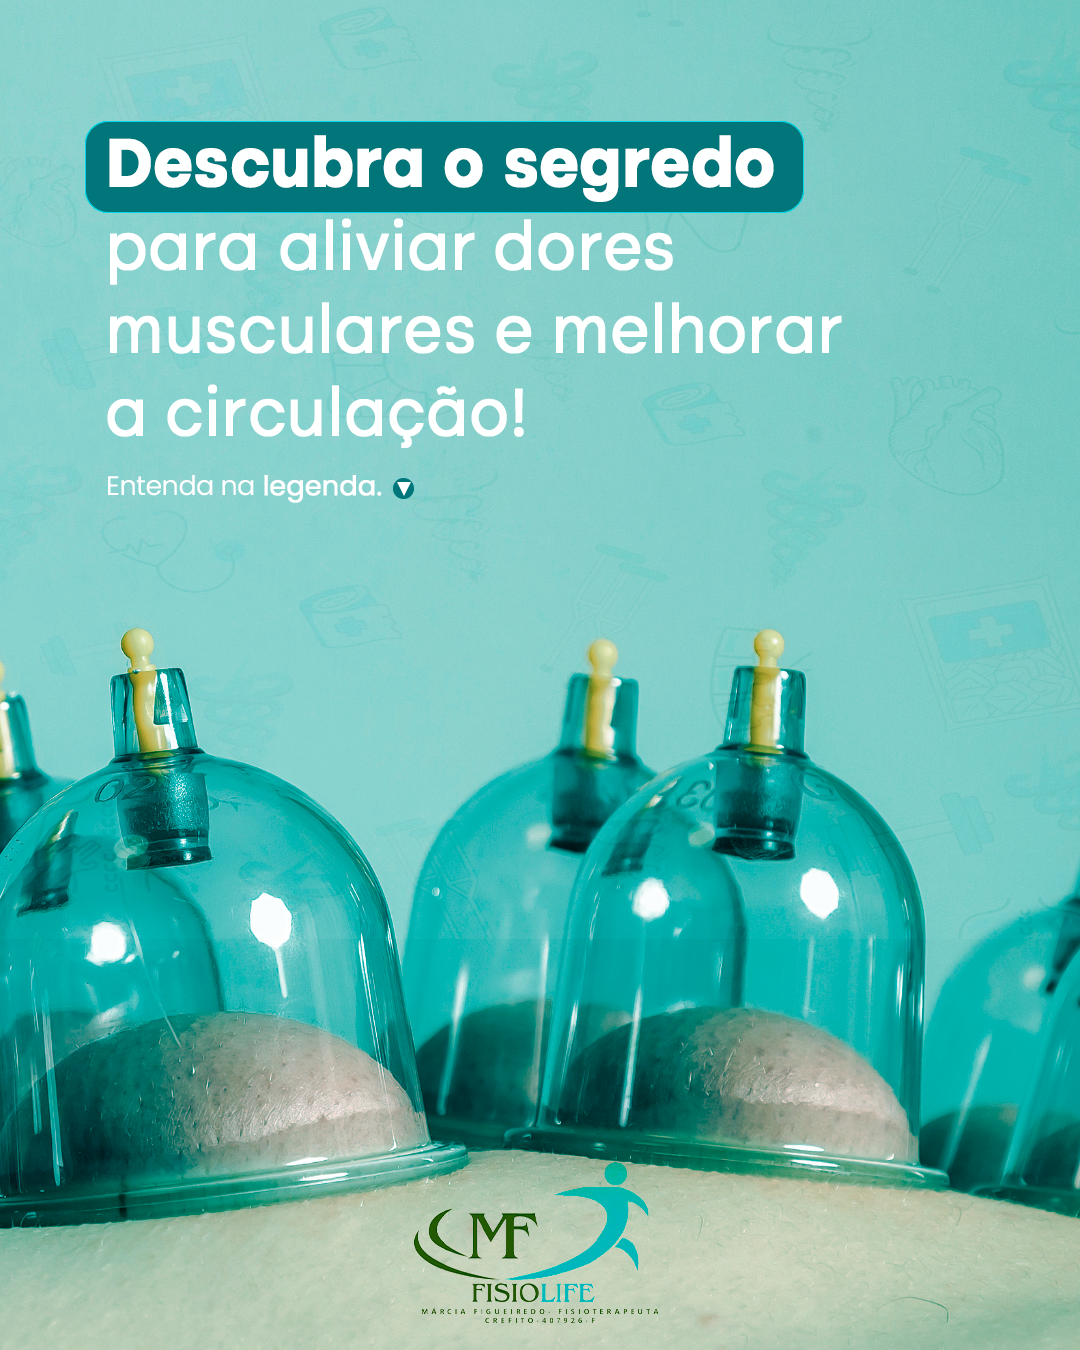 Descubra o segredo
para aliviar dores
musculares e melhorar
a circulação!
Entenda na legenda.
MF
FISIOLIFE
MÁRCIA FIGUEIREDO- FISIOTERAPEUTA
CREFITO-407926-F